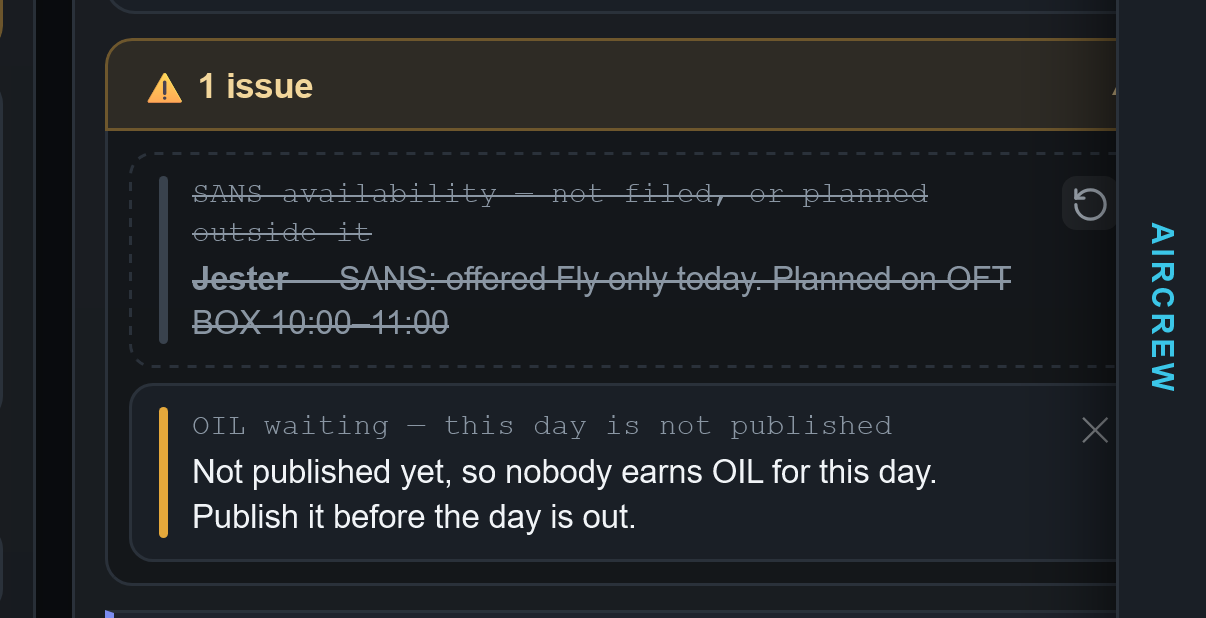 1 issue
SANS availability — not filed, or planned
outside it
Jester — SANS: offered Fly only today. Planned on OFT
BOX 10:00–11:00
OIL waiting — this day is not published
Not published yet, so nobody earns OIL for this day.
Publish it before the day is out.
AIRCREW